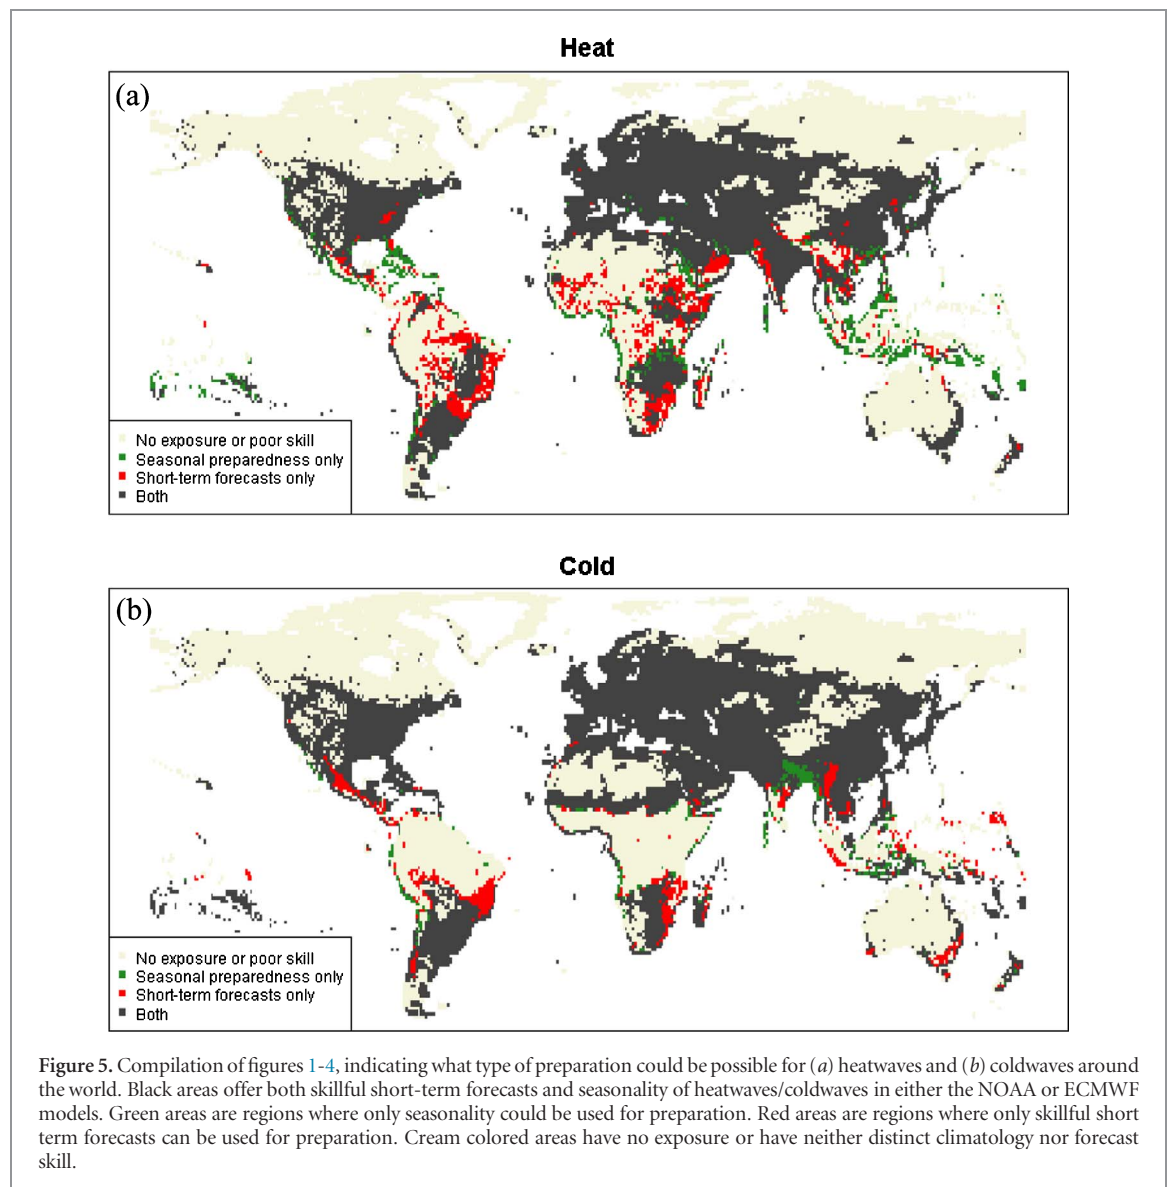 Heat
(a)
No exposure or poor skill
Seasonal preparedness only
Short-term forecasts only
Both
Cold
(b)
No exposure or poor skill
Seasonal preparedness only
Short-term forecasts only
Both
Figure 5. Compilation of figures 1-4, indicating what type of preparation could be possible for (a) heatwaves and (b) coldwaves around
the world. Black areas offer both skillful short-term forecasts and seasonality of heatwaves/coldwaves in either the NOAA or ECMWF
models. Green areas are regions where only seasonality could be used for preparation. Red areas are regions where only skillful short
term forecasts can be used for preparation. Cream colored areas have no exposure or have neither distinct climatology nor forecast
skill.